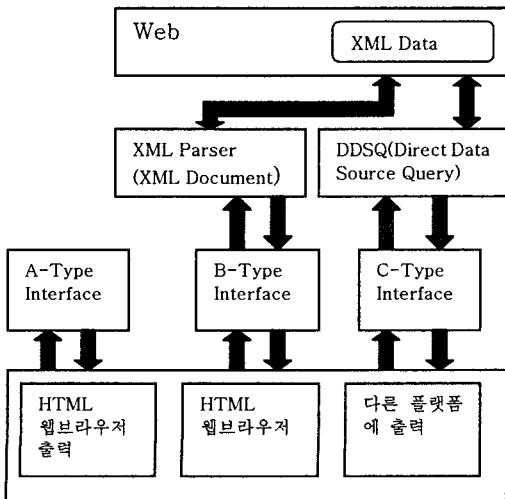 Web
XML Data
XML Parser
(XML Document)
DDSQ(Direct Data
Source Query)
A-Type
Interface
B-Type
Interface
C-Type
Interface
HTML
웹브라우저
출력
HTML
웹브라우저
다른 플랫폼
에 출력